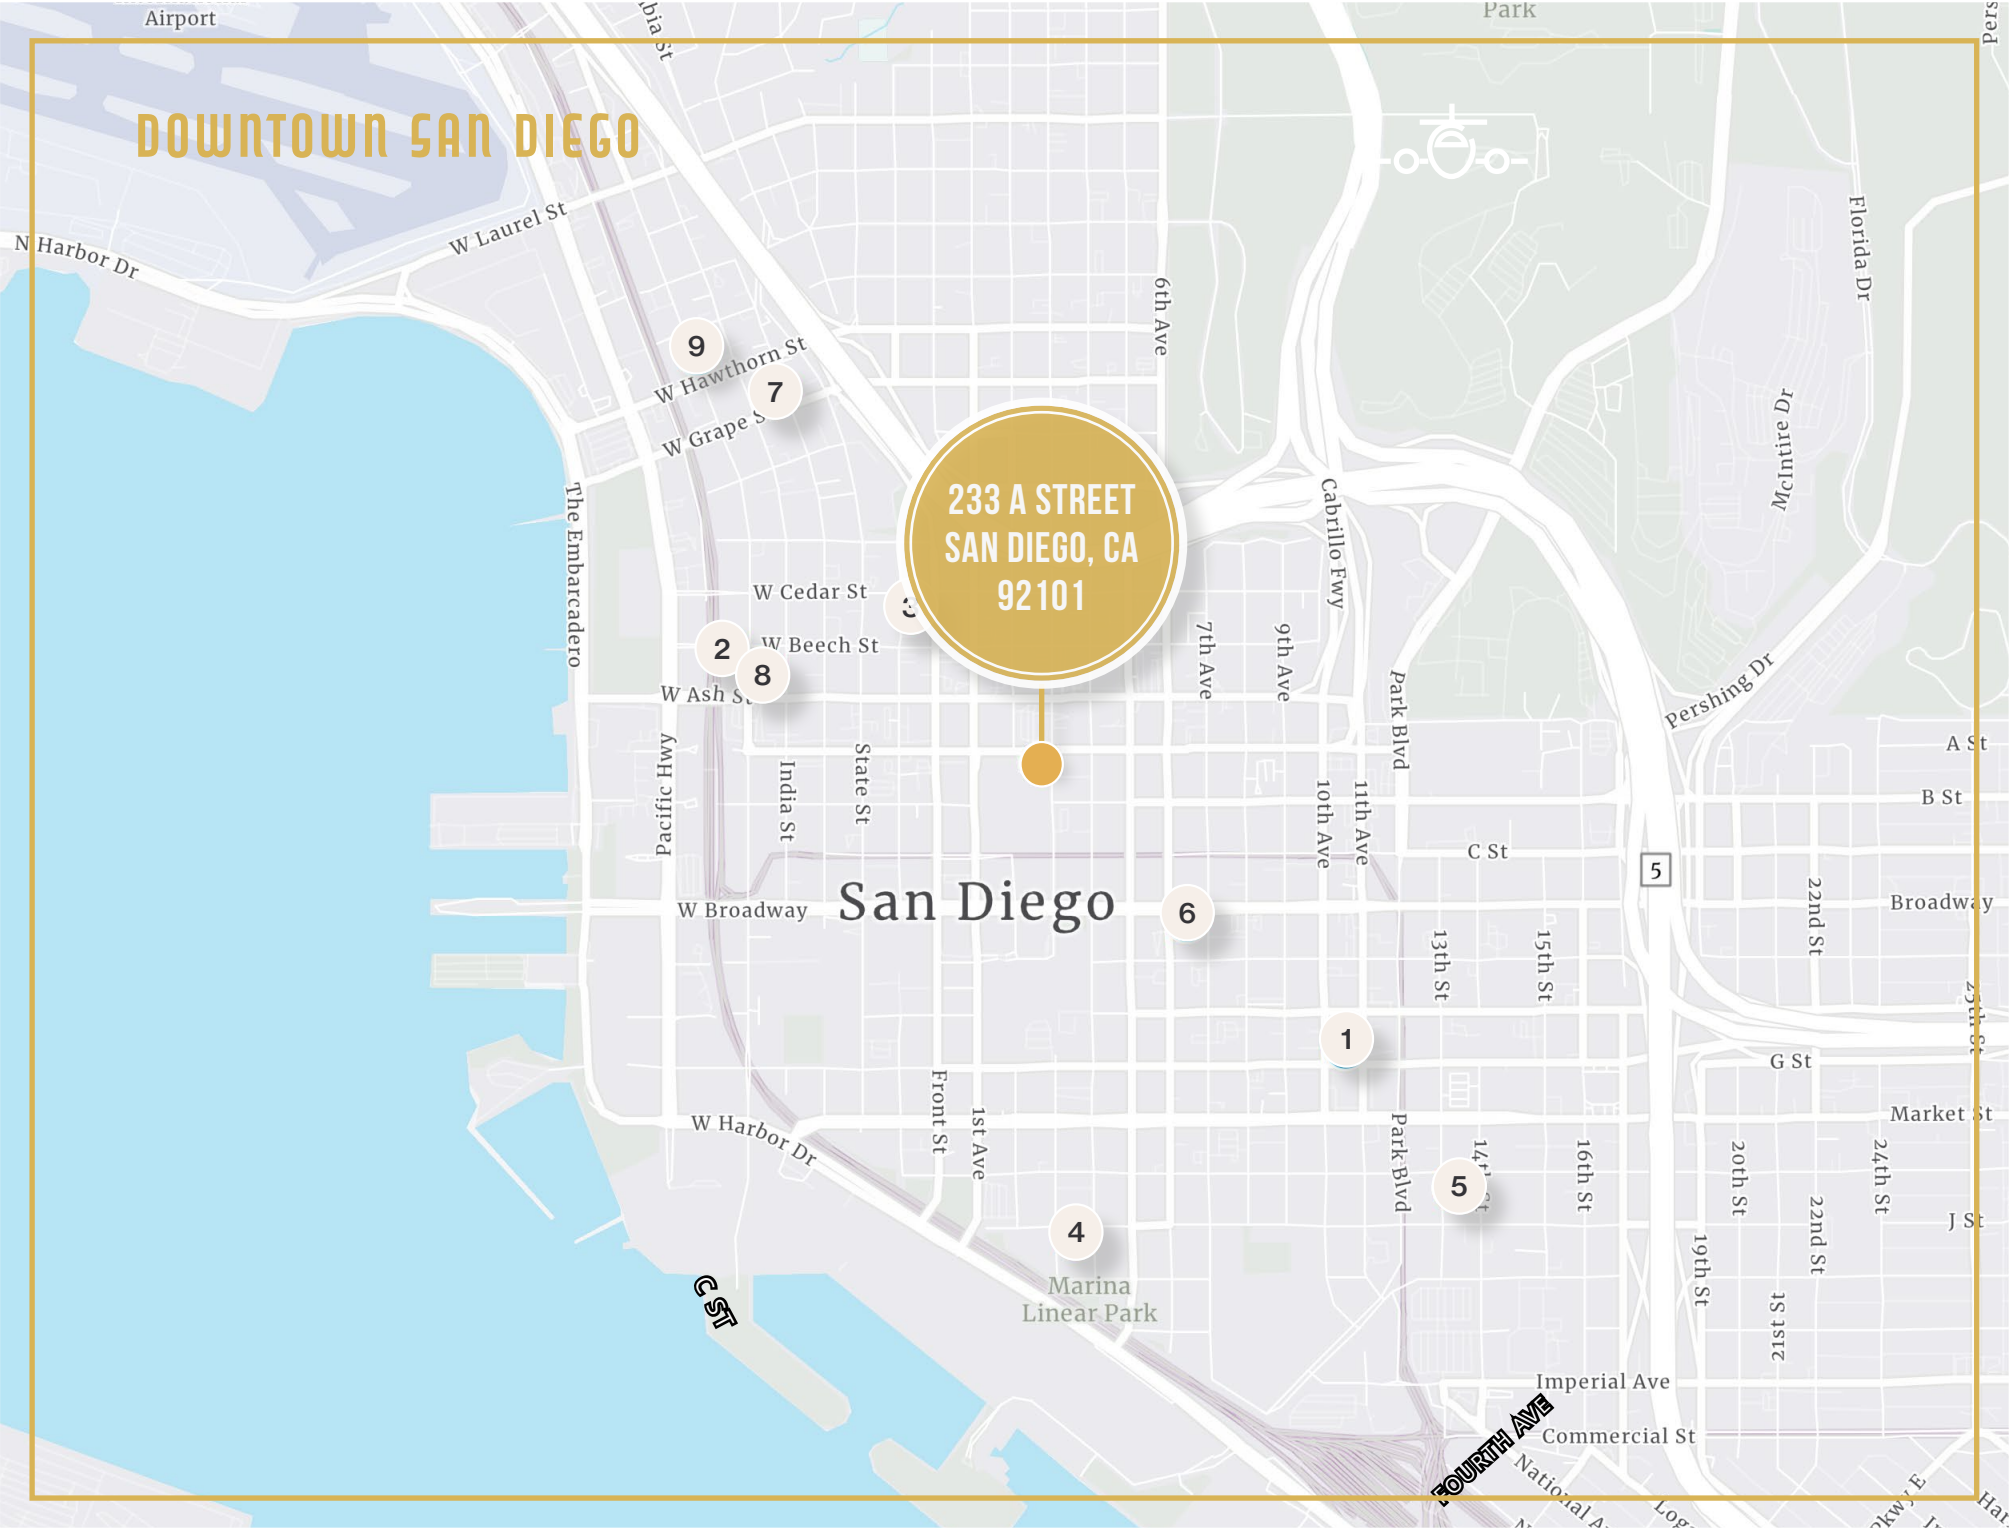 Airport
Park
DOWNTOWN SAN DIEGO
W Laurel St
N Harbor Dr
Florida Dr
6th Ave
9
W Hawthorn St
7
W Grape S
McIntire Dr
233 A STREET
SAN DIEGO, CA
92101
The Embarcadero
Cabrillo Fwy
W Cedar St
3
2
W Beech St
8
7th Ave
9th Ave
W Ash St
Park Blvd
Pershing Dr
A St
Pacific Hwy
India St
State St
10th Ave
11th Ave
B St
C St
5
San Diego
W Broadway
6
22nd St
Broadway
13th St
15th St
25th St
1
G St
Front St
1st Ave
W Harbor Dr
Market St
Park Blvd
14th St
5
16th St
20th St
24th St
22nd St
J St
4
19th St
Marina
Linear Park
C ST
21st St
Imperial Ave
FOURTH AVE
Commercial St
National A